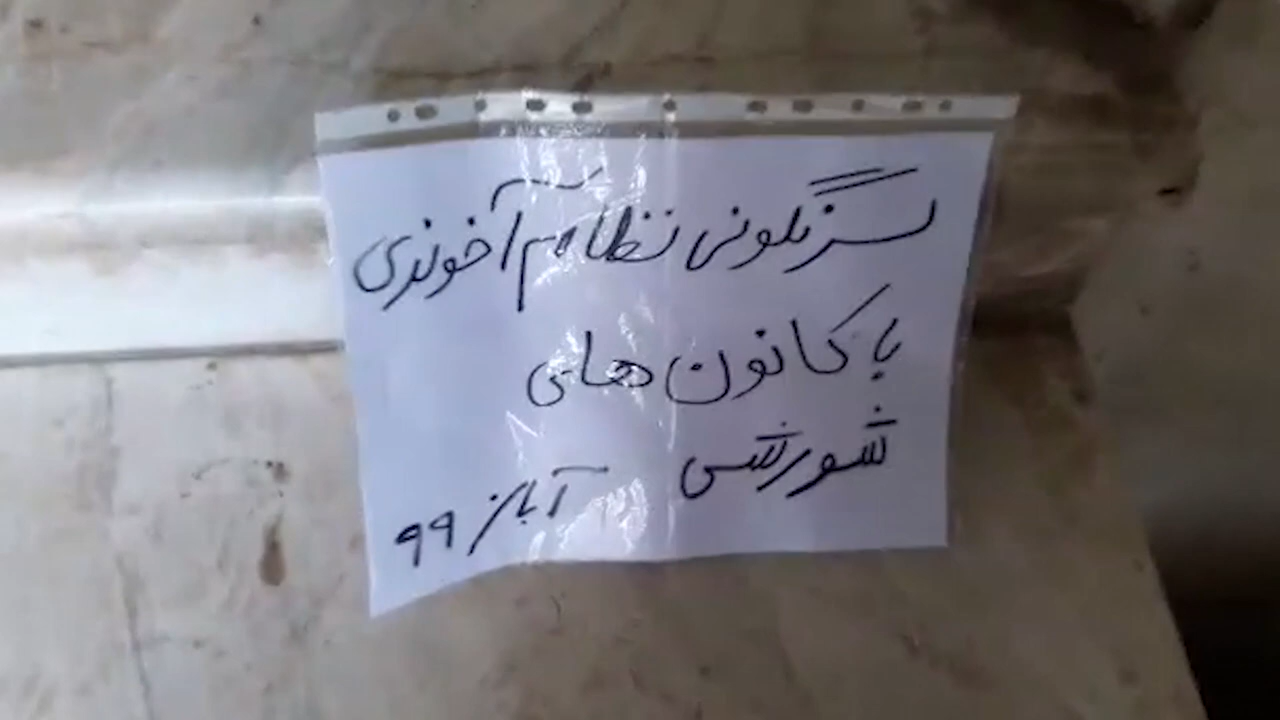 سرنگونی نظام آخوندی
با کانون های
شورشی آبان ۹۹